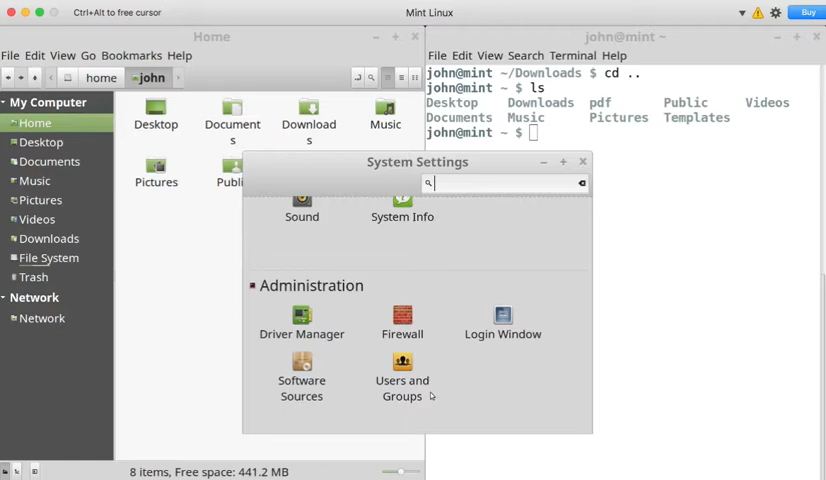 Ctrl+Alt to free cursor
Mint Linux
Buy
Home
File Edit View Go Bookmarks Help
home
john
My Computer
Home
Desktop
Documents
Music
Pictures
Videos
Downloads
File System
Trash
Network
Network
Desktop
Document
s
Download
s
Music
Pictures
Publi
8 items, Free space: 441.2 MB
john@mint ~
File Edit View Search Terminal Help
john@mint ~/Downloads $ cd ..
john@mint ~ $ ls
Desktop Downloads pdf Public Videos
Documents Music Pictures Templates
john@mint ~ $
System Settings
Sound
System Info
Administration
Driver Manager
Firewall
Login Window
Software
Sources
Users and
Groups